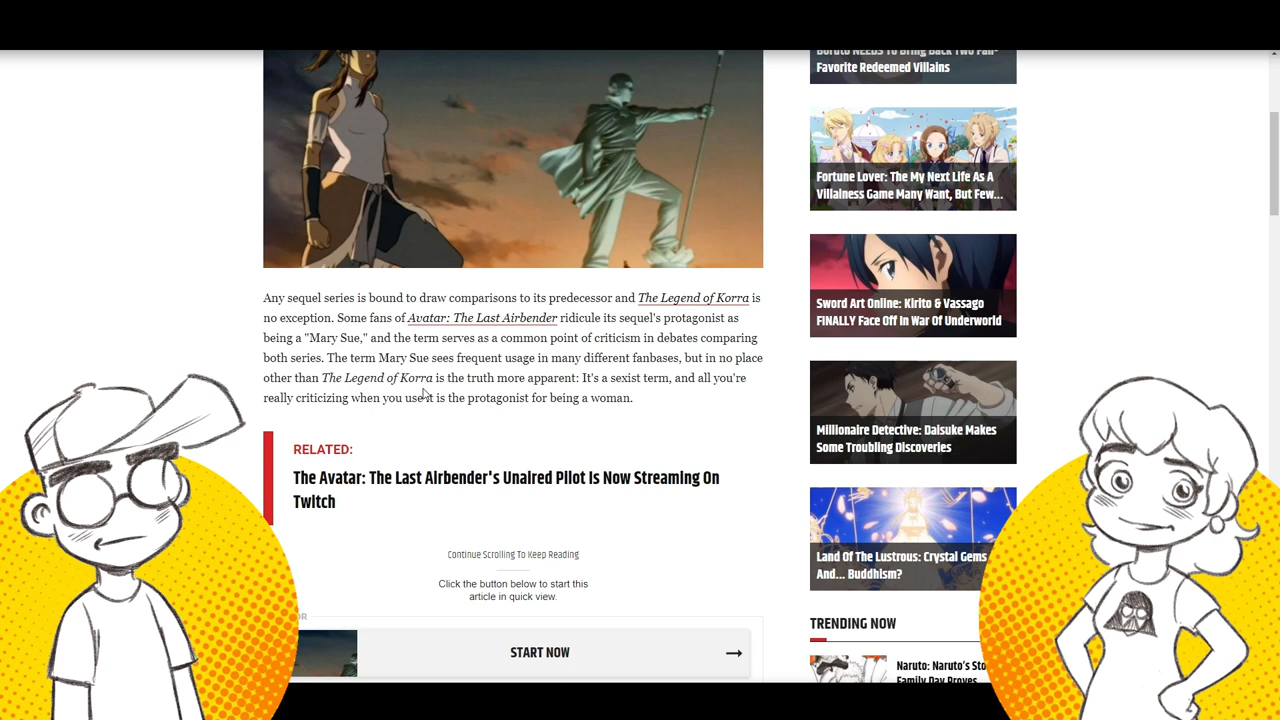 Any sequel series is bound to draw comparisons to its predecessor and The Legend of Korra is
no exception. Some fans of Avatar: The Last Airbender ridicule its sequel's protagonist as
being a "Mary Sue," and the term serves as a common point of criticism in debates comparing
both series. The term Mary Sue sees frequent usage in many different fanbases, but in no place
other than The Legend of Korra is the truth more apparent: It's a sexist term, and all you're
really criticizing when you use it is the protagonist for being a woman.
RELATED:
The Avatar: The Last Airbender's Unaired Pilot Is Now Streaming On
Twitch
Continue Scrolling To Keep Reading
Click the button below to start this
article in quick view.
START NOW
Boruto NEEDS To Bring Back Two Fan-
Favorite Redeemed Villains
Fortune Lover: The My Next Life As A
Villainess Game Many Want, But Few...
Sword Art Online: Kirito & Vassago
FINALLY Face Off In War Of Underworld
Millionaire Detective: Daisuke Makes
Some Troubling Discoveries
Land Of The Lustrous: Crystal Gems
And... Buddhism?
TRENDING NOW
Naruto: Naruto's Sto
Family Day Proves